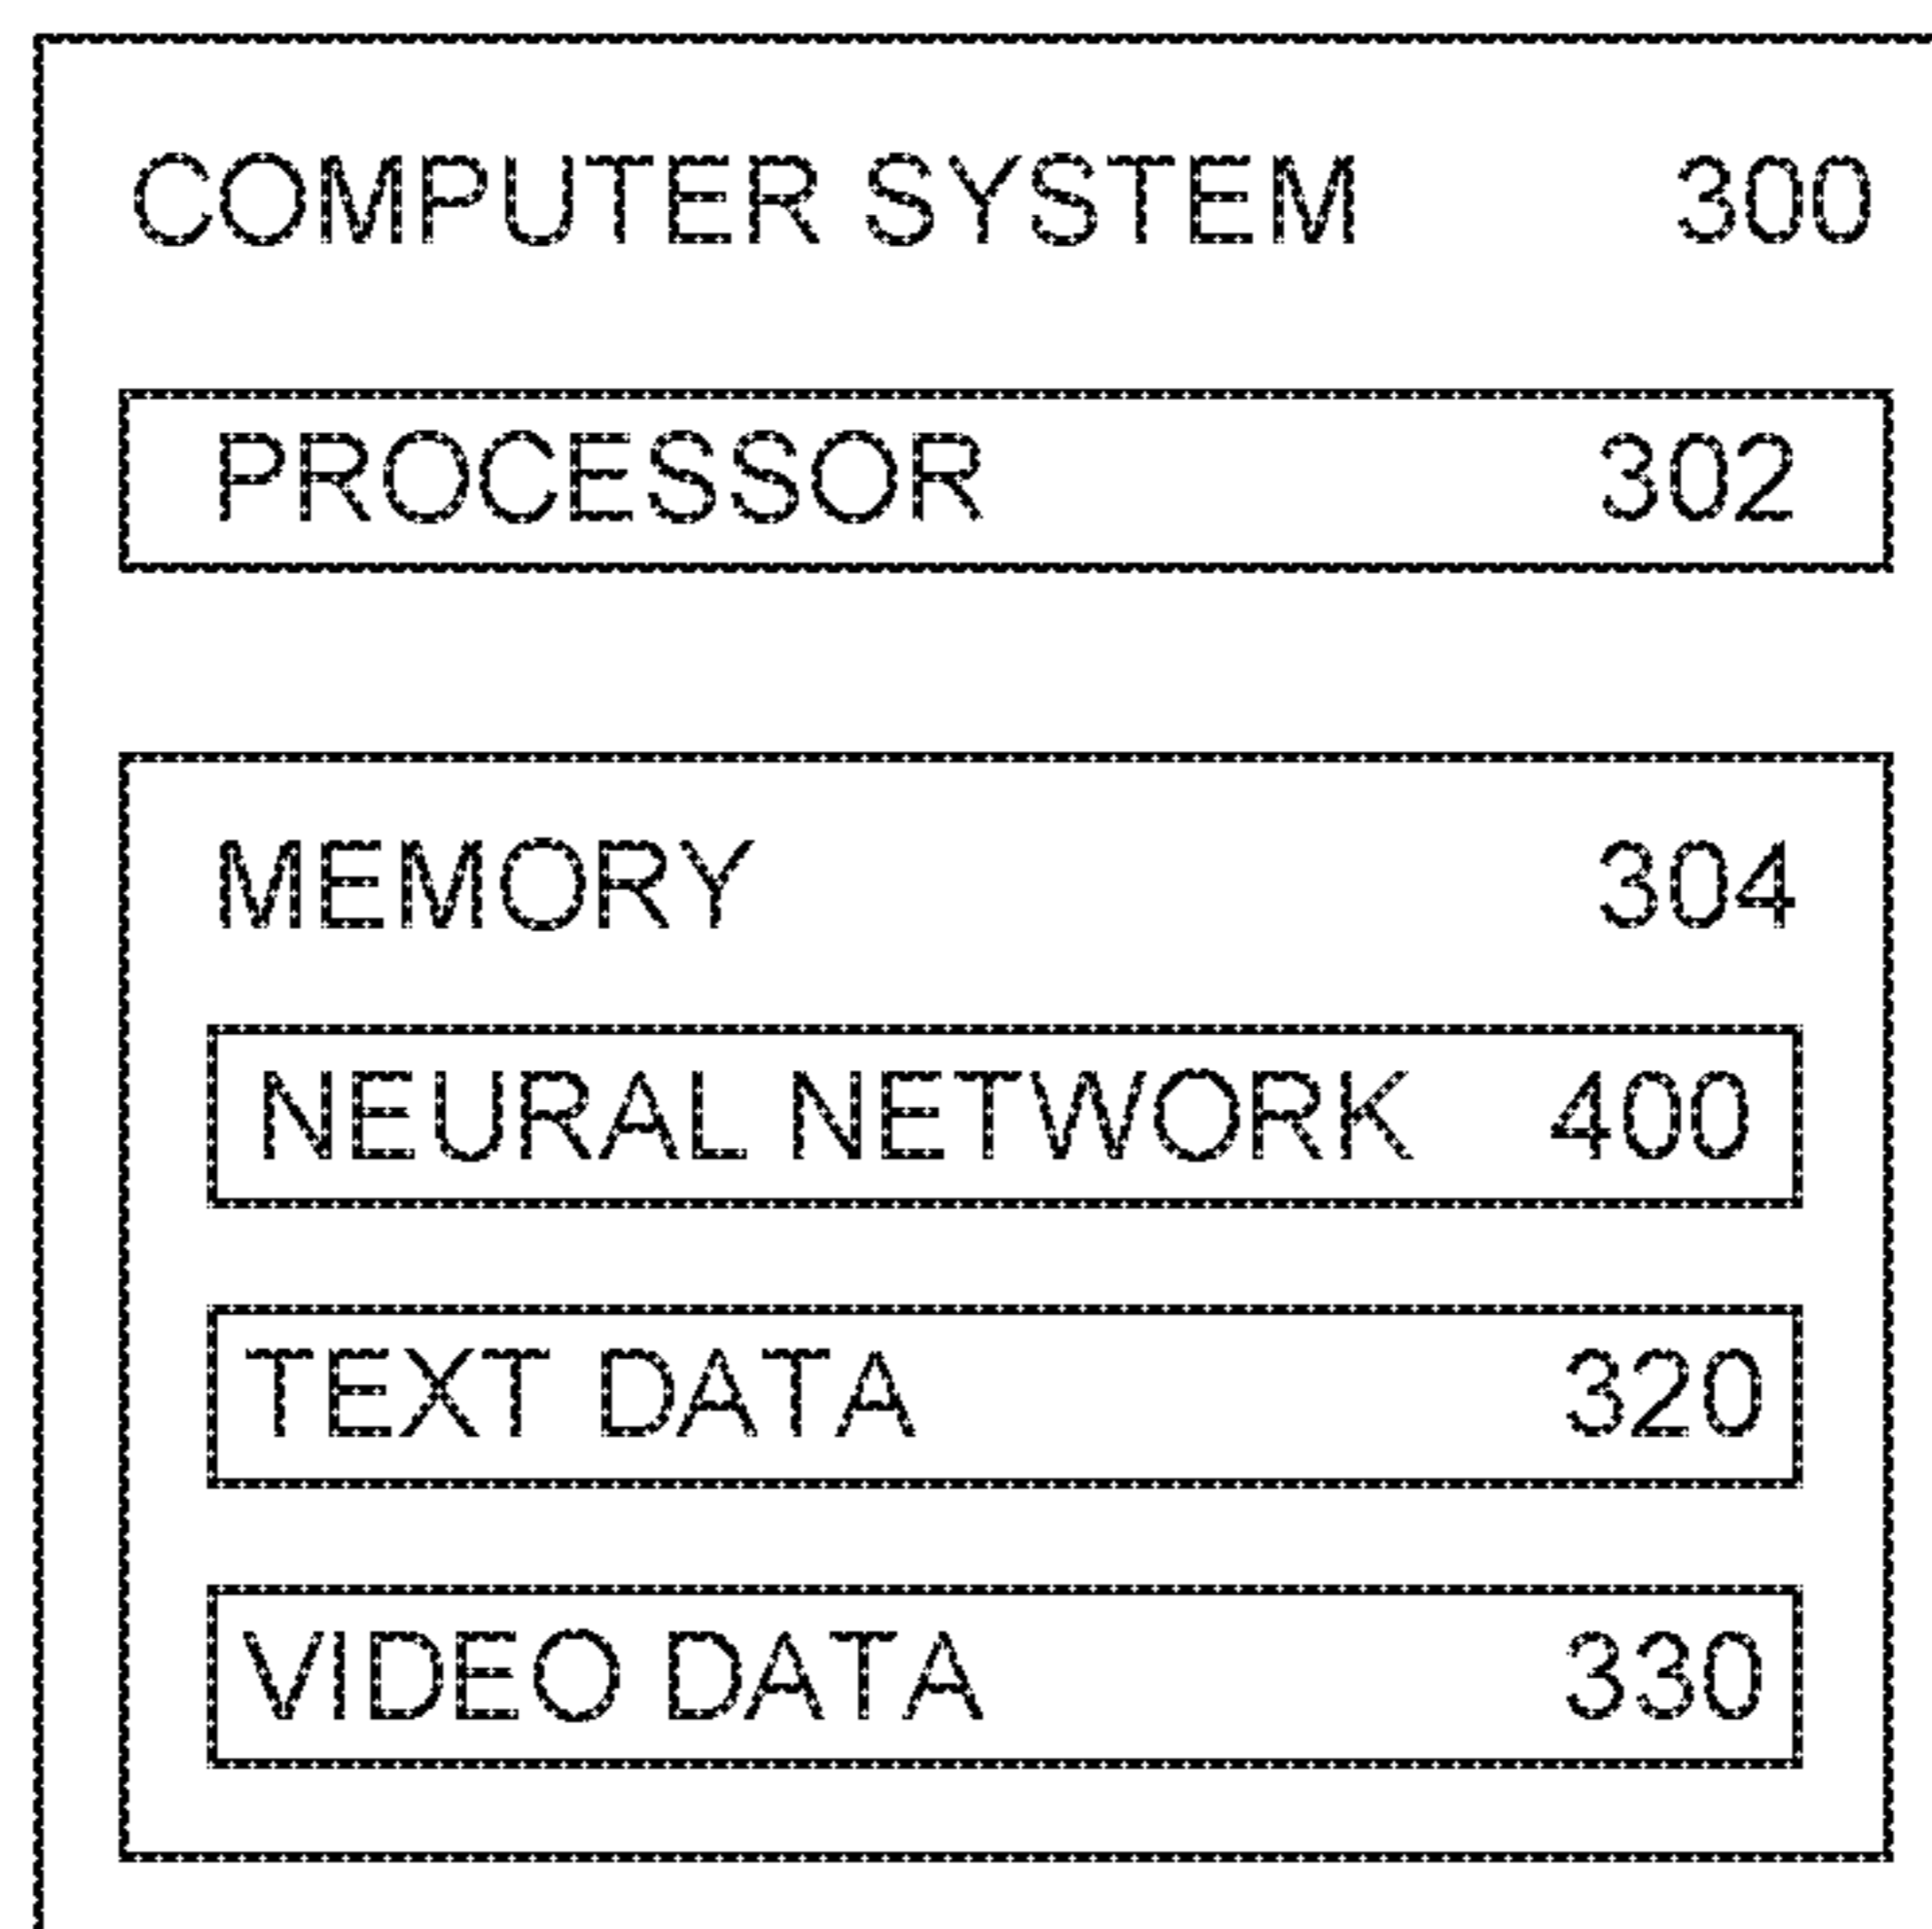 COMPUTER SYSTEM 300
PROCESSOR 302
MEMORY 304
NEURAL NETWORK 400
TEXT DATA 320
VIDEO DATA 330